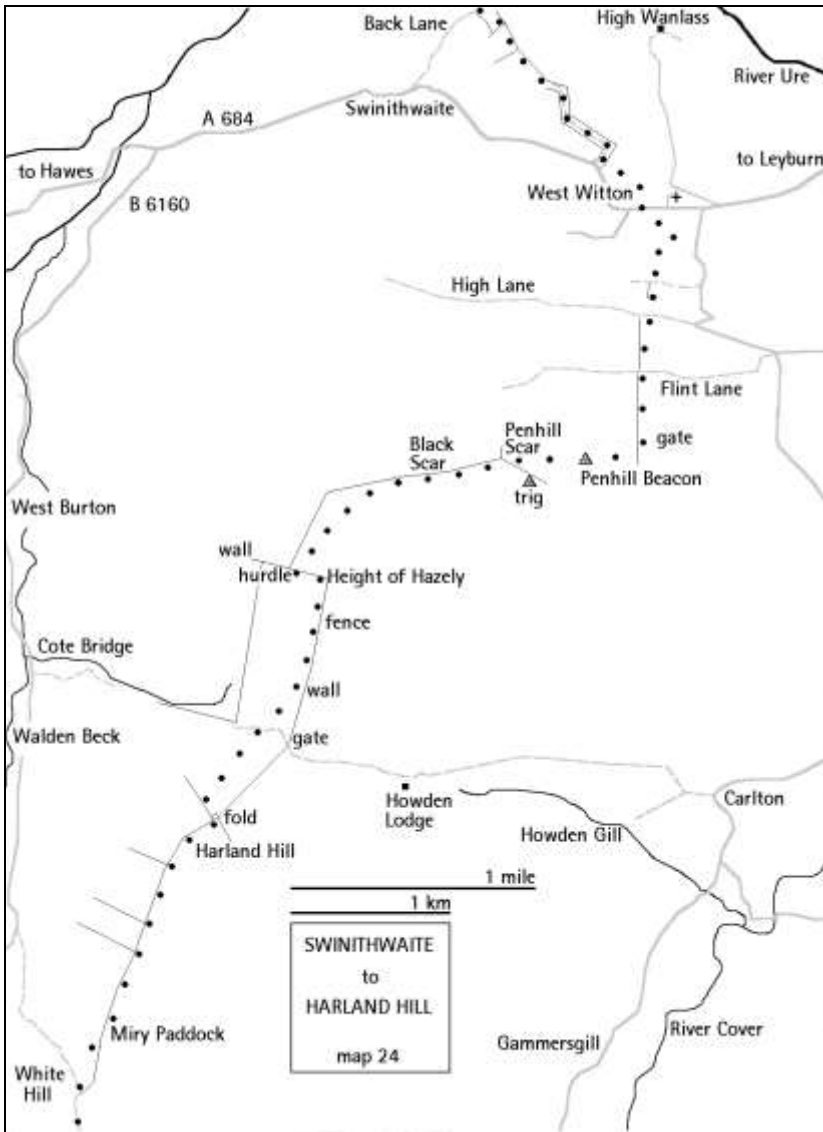 Back Lane
High Wanlass
River Ure
Swinithwaite
A 684
to Hawes
to Leyburn
B 6160
West Witton
High Lane
Flint Lane
Black
Scar
Penhill
Scar
gate
Penhill Beacon
trig
West Burton
wall
hurdle
Height of Hazely
fence
Cote Bridge
wall
Walden Beck
gate
Howden
Lodge
Carlton
fold
Howden Gill
Harland Hill
1 mile
1 km
SWINITHWAITE
to
HARLAND HILL
map 24
Miry Paddock
Gammersgill
River Cover
White
Hill